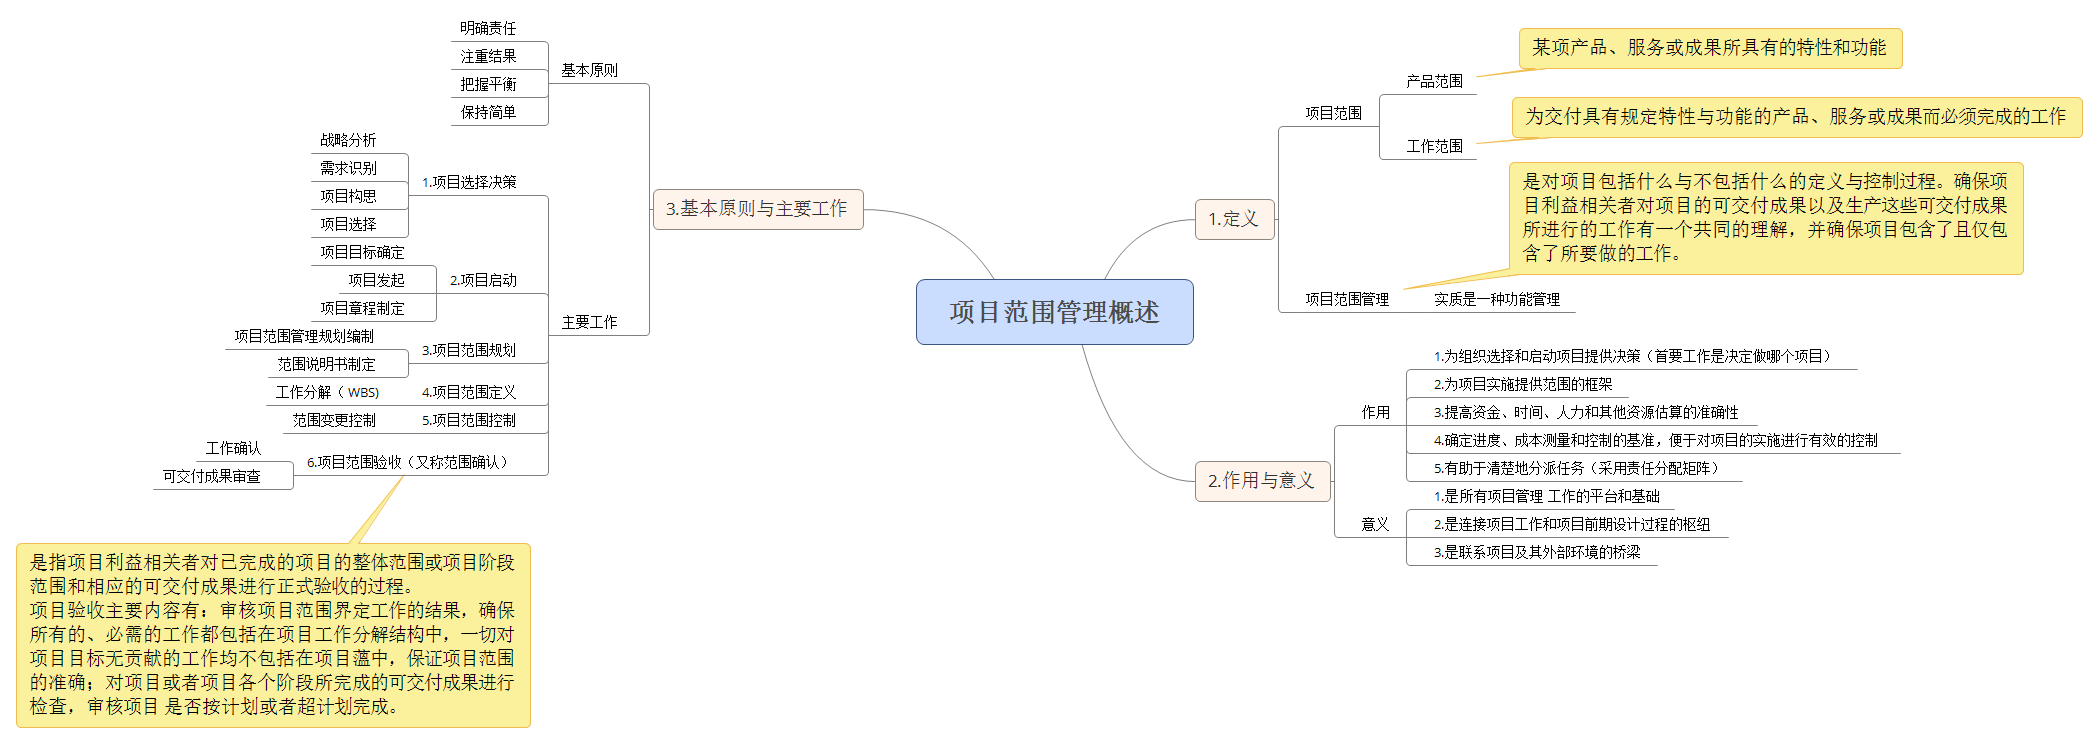 项目范围管理概述
1.定义
项目范围
产品范围
某项产品、服务或成果所具有的特性和功能
工作范围
为交付具有规定特性与功能的产品、服务或成果而必须完成的工作
项目范围管理
是对项目包括什么与不包括什么的定义与控制过程。确保项
目利益相关者对项目的可交付成果以及生产这些可交付成果
所进行的工作有一个共同的理解，并确保项目包含了且仅包
含了所要做的工作。
实质是一种功能管理
2.作用与意义
作用
1.为组织选择和启动项目提供决策（首要工作是决定做哪个项目）
2.为项目实施提供范围的框架
3.提高资金、时间、人力和其他资源估算的准确性
4.确定进度、成本测量和控制的基准，便于对项目的实施进行有效的控制
5.有助于清楚地分派任务（采用责任分配矩阵）
意义
1.是所有项目管理 工作的平台和基础
2.是连接项目工作和项目前期设计过程的枢纽
3.是联系项目及其外部环境的桥梁
3.基本原则与主要工作
基本原则
明确责任
注重结果
把握平衡
保持简单
主要工作
1.项目选择决策
战略分析
需求识别
项目构思
项目选择
2.项目启动
项目目标确定
项目发起
项目章程制定
3.项目范围规划
项目范围管理规划编制
范围说明书制定
4.项目范围定义
工作分解（ WBS)
5.项目范围控制
范围变更控制
6.项目范围验收（又称范围确认）
工作确认
可交付成果审查
是指项目利益相关者对已完成的项目的整体范围或项目阶段
范围和相应的可交付成果进行正式验收的过程。
项目验收主要内容有：审核项目范围界定工作的结果，确保
所有的、必需的工作都包括在项目工作分解结构中，一切对
项目目标无贡献的工作均不包括在项目薀中，保证项目范围
的准确；对项目或者项目各个阶段所完成的可交付成果进行
检查，审核项目 是否按计划或者超计划完成。